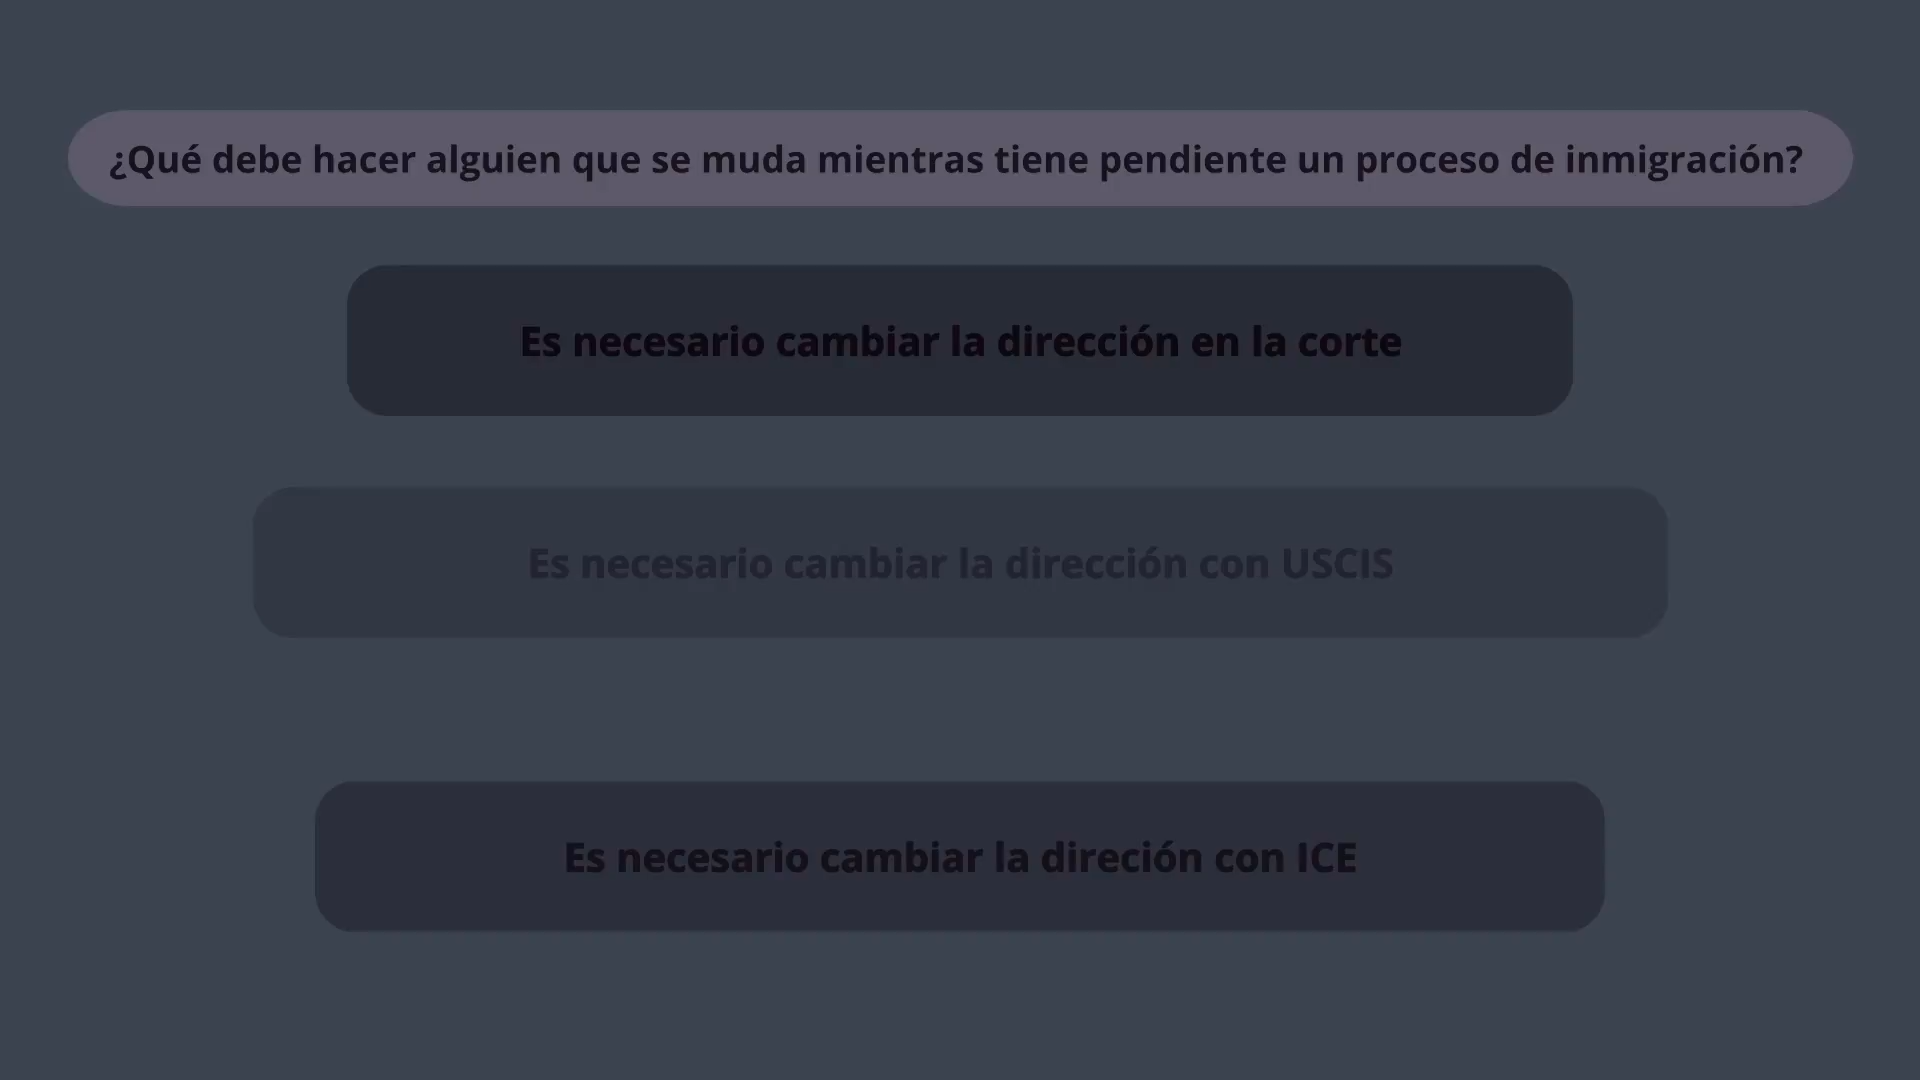 ¿Qué debe hacer alguien que se muda mientras tiene pendiente un proceso de inmigración?
Es necesario cambiar la dirección en la corte
Es necesario cambiar la dirección con USCIS
Es necesario cambiar la direción con ICE